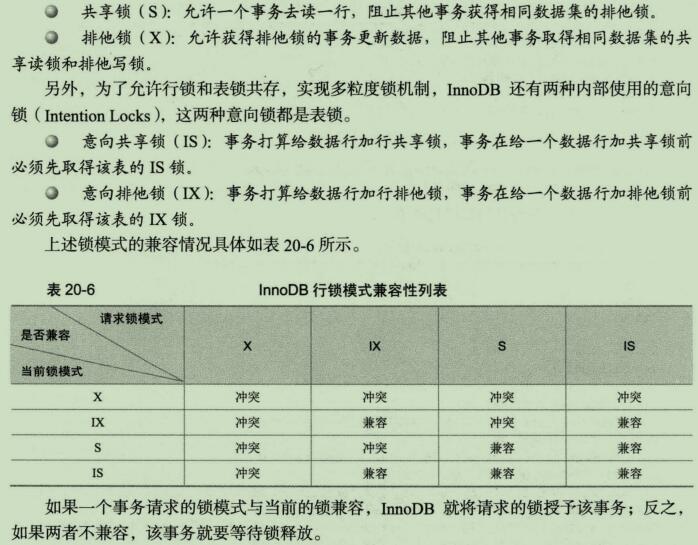 共享锁（S）：允许一个事务去读一行，阻止其他事务获得相同数据集的排他锁。
排他锁（X）：允许获得排他锁的事务更新数据，阻止其他事务取得相同数据集的共
享读锁和排他写锁。
另外，为了允许行锁和表锁共存，实现多粒度锁机制，InnoDB 还有两种内部使用的意向
锁（Intention Locks），这两种意向锁都是表锁。
意向共享锁（IS）：事务打算给数据行加行共享锁，事务在给一个数据行加共享锁前
必须先取得该表的 IS 锁。
意向排他锁（IX）：事务打算给数据行加行排他锁，事务在给一个数据行加排他锁前
必须先取得该表的 IX 锁。
上述锁模式的兼容情况具体如表 20-6 所示。
表 20-6 InnoDB 行锁模式兼容性列表
请求锁模式
是否兼容
当前锁模式
X IX S IS
X 冲突 冲突 冲突 冲突
IX 冲突 兼容 冲突 兼容
S 冲突 冲突 兼容 兼容
IS 冲突 兼容 兼容 兼容
如果一个事务请求的锁模式与当前的锁兼容，InnoDB 就将请求的锁授予该事务；反之，
如果两者不兼容，该事务就要等待锁释放。